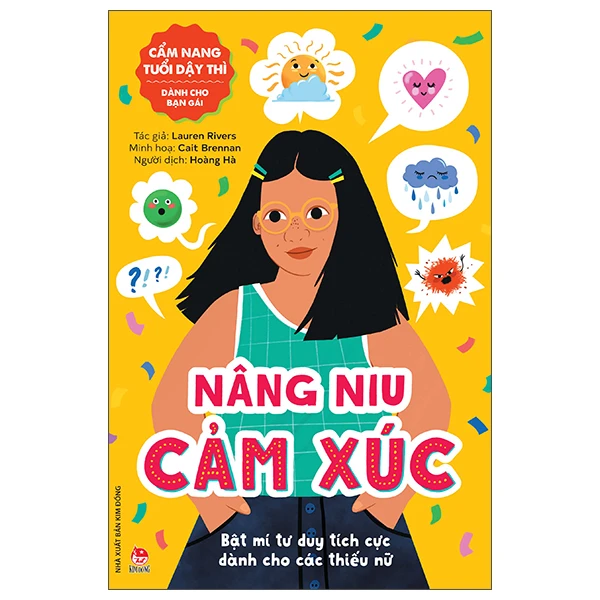 CẨM NANG
TUỔI DẬY THÌ
DÀNH CHO
BẠN GÁI
Tác giả: Lauren Rivers
Minh hoạ: Cait Brennan
Người dịch: Hoàng Hà
?!?!
NÂNG NIU
CẢM XÚC
Bật mí tư duy tích cực
dành cho các thiếu nữ
NHÀ XUẤT BẢN KIM ĐỒNG
KIM ĐỒNG